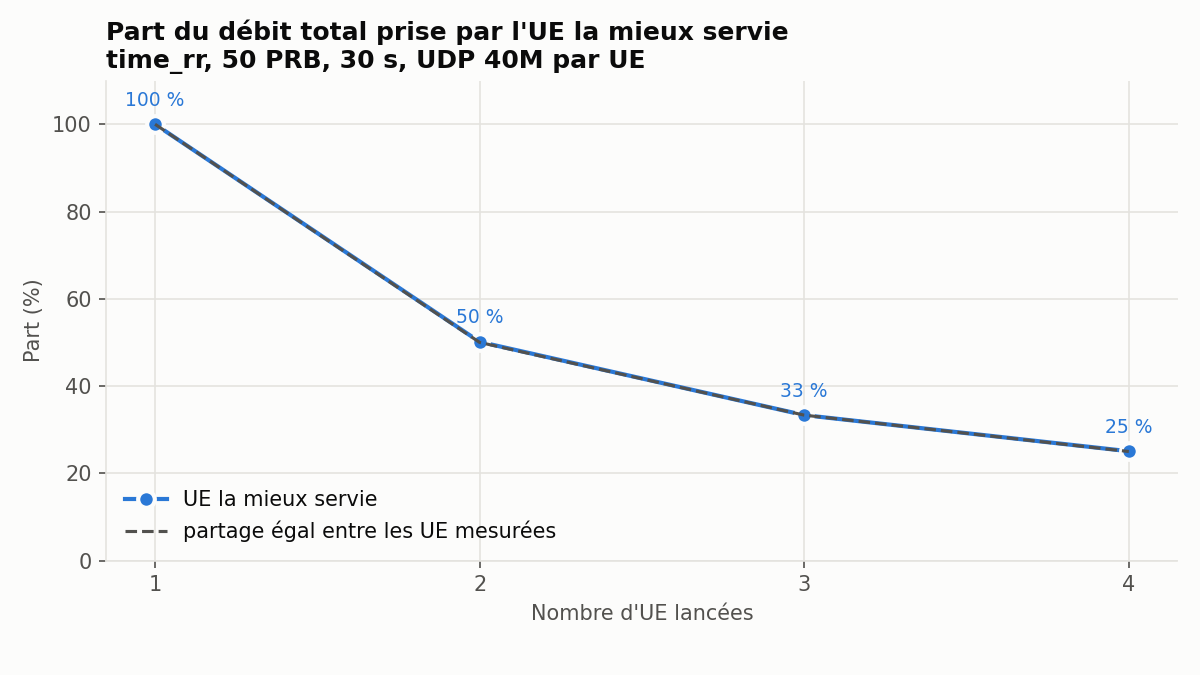 Part du débit total prise par l'UE la mieux servie
time_rr, 50 PRB, 30 s, UDP 40M par UE
100 %
50 %
33 %
25 %
100
80
60
40
20
0
Part (%)
UE la mieux servie
partage égal entre les UE mesurées
1
2
3
4
Nombre d'UE lancées